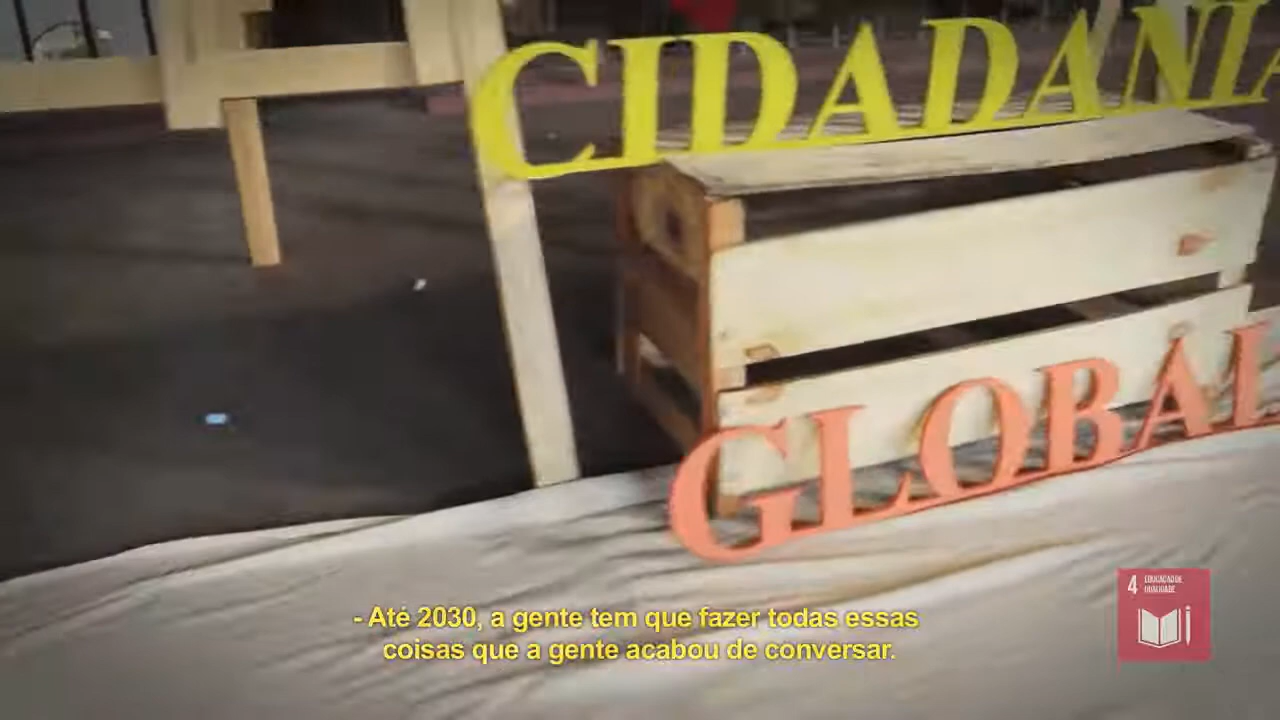 CIDADANIA
GLOBAL
- Até 2030, a gente tem que fazer todas essas
coisas que a gente acabou de conversar.
4 EDUCAÇÃO DE
QUALIDADE